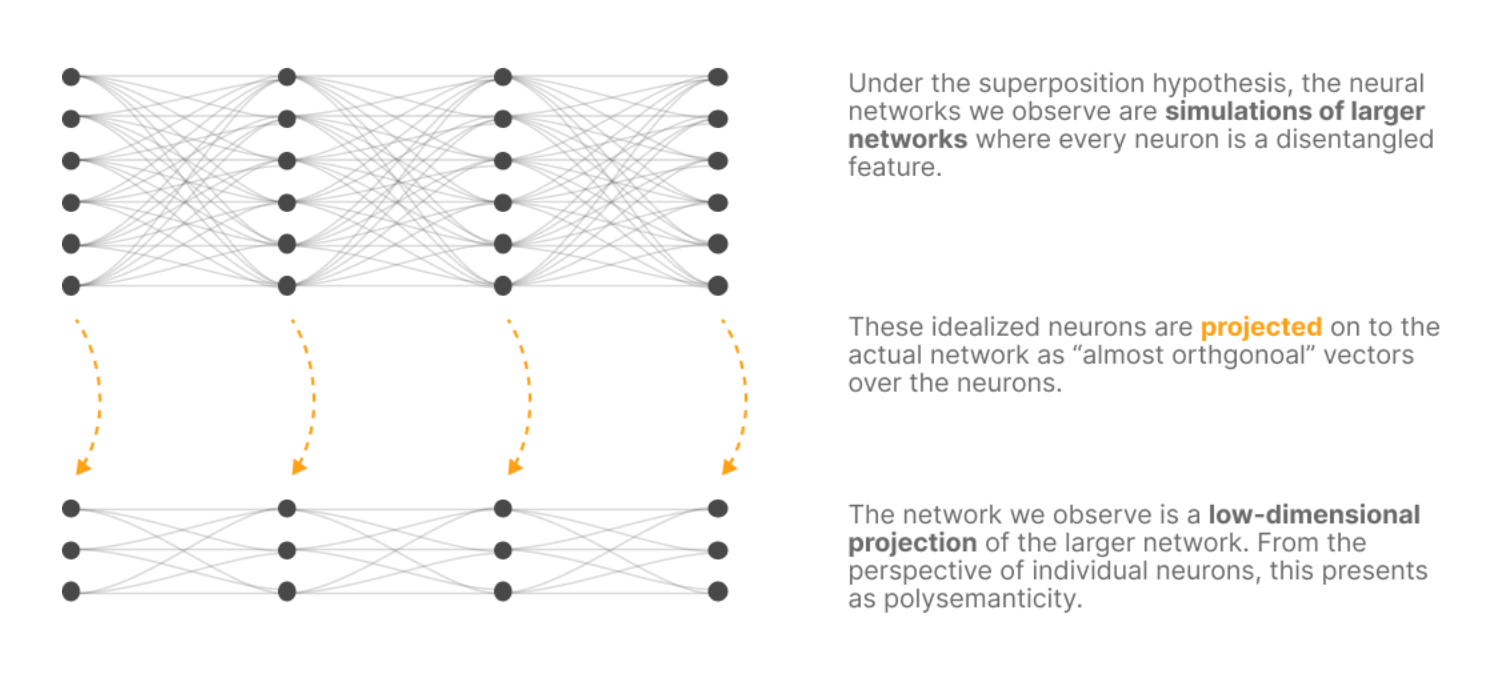 Under the superposition hypothesis, the neural
networks we observe are simulations of larger
networks where every neuron is a disentangled
feature.
These idealized neurons are projected on to the
actual network as “almost orthgonoal” vectors
over the neurons.
The network we observe is a low-dimensional
projection of the larger network. From the
perspective of individual neurons, this presents
as polysemanticity.